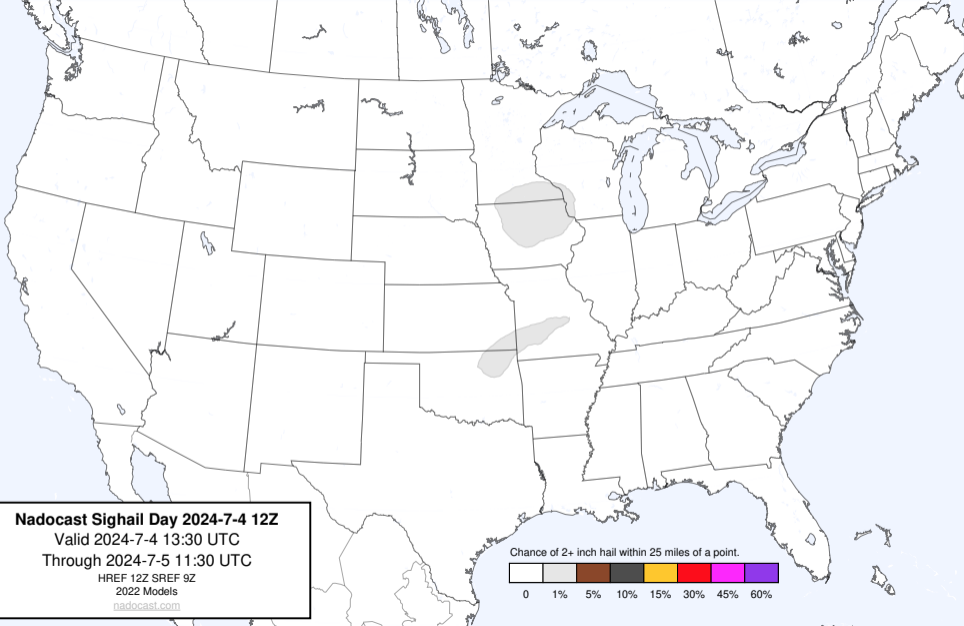 Nadocast Sighail Day 2024-7-4 12Z
Valid 2024-7-4 13:30 UTC
Through 2024-7-5 11:30 UTC
HREF 12Z SREF 9Z
2022 Models
nadocast.com
Chance of 2+ inch hail within 25 miles of a point.
0 1% 5% 10% 15% 30% 45% 60%